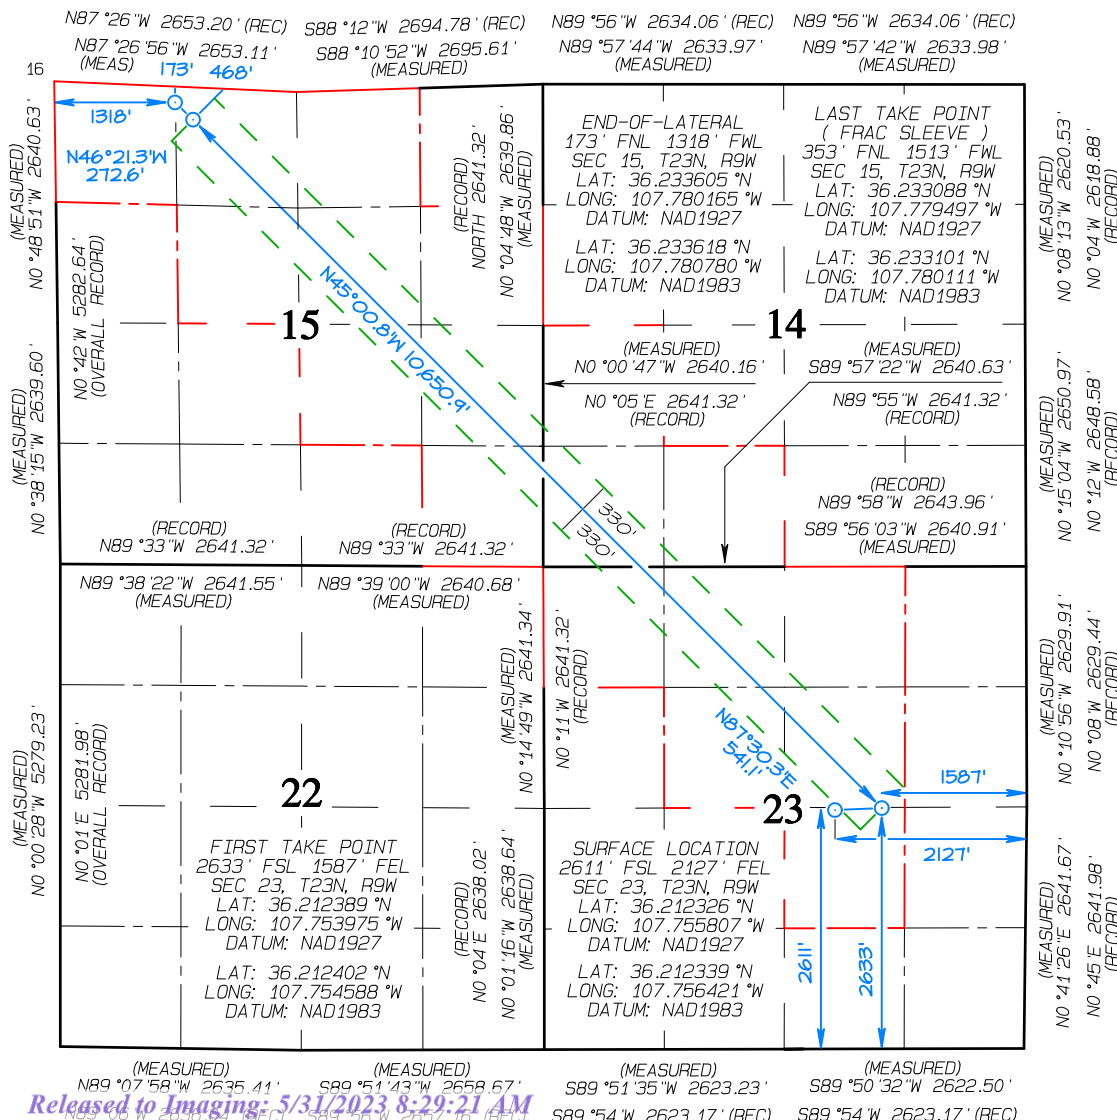 N87°26'W 2653.20' (REC)
S88°12"W 2694.78' (REC)
N89°56"W 2634.06' (REC)
N89°56"W 2634.06' (REC)
N87°26'56"W 2653.11'
(MEAS)
S88°10'52"W 2695.61'
(MEASURED)
N89°57'44"W 2633.97'
(MEASURED)
N89°57'42"W 2633.98'
(MEASURED)
16
173'
468'
1318'
N46°21.3'W
272.6'
END-OF-LATERAL
173' FNL 1318' FWL
SEC 15, T23N, R9W
LAT: 36.233605 °N
LONG: 107.780165 °W
DATUM: NAD1927
LAT: 36.233618 °N
LONG: 107.780780 °W
DATUM: NAD1983
LAST TAKE POINT
( FRAC SLEEVE )
353' FNL 1513' FWL
SEC 15, T23N, R9W
LAT: 36.233088 °N
LONG: 107.779497 °W
DATUM: NAD1927
LAT: 36.233101 °N
LONG: 107.780111 °W
DATUM: NAD1983
(MEASURED)
N0°48'51"W 2640.63'
N0°42"W 5282.64'
(OVERALL RECORD)
(MEASURED)
N0°38'15"W 2639.60'
(RECORD)
NORTH 2641.32'
N0°04'48"W 2639.86'
(MEASURED)
(MEASURED)
N0°08'13"W 2620.53'
N0°04"W 2618.88'
(RECORD)
15
14
N45°00.8'W 10,650.9'
(MEASURED)
N0°00'47"W 2640.16'
N0°05'E 2641.32'
(RECORD)
(MEASURED)
S89°57'22"W 2640.63'
N89°55"W 2641.32'
(RECORD)
(MEASURED)
N0°15'04"W 2650.97'
N0°12"W 2648.58'
(RECORD)
(RECORD)
N89°58"W 2643.96'
S89°56'03"W 2640.91'
(MEASURED)
330'
330'
(RECORD)
N89°33"W 2641.32'
(RECORD)
N89°33"W 2641.32'
N89°38'22"W 2641.55'
(MEASURED)
N89°39'00"W 2640.68'
(MEASURED)
(MEASURED)
N0°14'49"W 2641.34'
N0°11"W 2641.32'
(RECORD)
(MEASURED)
N0°10'56"W 2629.91'
N0°08"W 2629.44'
(RECORD)
(MEASURED)
N0°00'28"W 5279.23'
N0°01'E 5281.98'
(OVERALL RECORD)
N87°30.3'E
541.1'
1587'
22
23
2127'
2611'
2633'
FIRST TAKE POINT
2633' FSL 1587' FEL
SEC 23, T23N, R9W
LAT: 36.212389 °N
LONG: 107.753975 °W
DATUM: NAD1927
LAT: 36.212402 °N
LONG: 107.754588 °W
DATUM: NAD1983
SURFACE LOCATION
2611' FSL 2127' FEL
SEC 23, T23N, R9W
LAT: 36.212326 °N
LONG: 107.755807 °W
DATUM: NAD1927
LAT: 36.212339 °N
LONG: 107.756421 °W
DATUM: NAD1983
(RECORD)
N0°04'E 2638.02'
N0°01'16"W 2638.64'
(MEASURED)
(MEASURED)
N0°41'26"E 2641.67'
N0°45'E 2641.98'
(RECORD)
(MEASURED)
N89°07'58"W 2635.41'
(MEASURED)
S89°51'43"W 2658.67'
(MEASURED)
S89°51'35"W 2623.23'
(MEASURED)
S89°50'32"W 2622.50'
Released to Imaging: 5/31/2023 8:29:21 AM
S89°54"W 2623.17' (REC)
S89°54"W 2623.17' (REC)